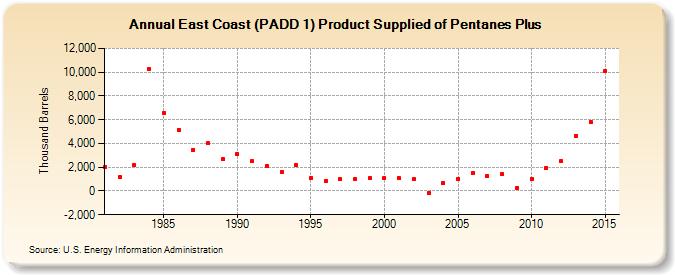 Annual East Coast (PADD 1) Product Supplied of Pentanes Plus
Thousand Barrels
12,000
10,000
8,000
6,000
4,000
2,000
0
-2,000
1985 1990 1995 2000 2005 2010 2015
Source: U.S. Energy Information Administration